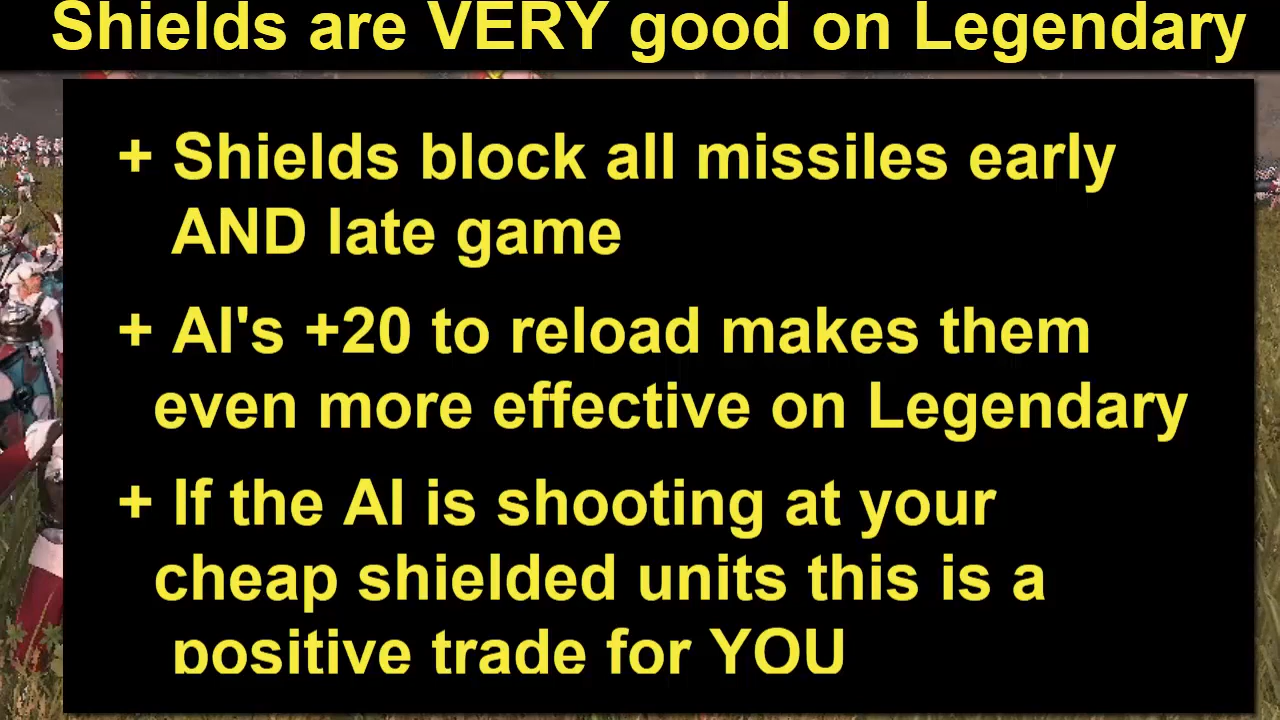 Shields are VERY good on Legendary
+ Shields block all missiles early
AND late game
+ AI's +20 to reload makes them
even more effective on Legendary
+ If the AI is shooting at your
cheap shielded units this is a
positive trade for YOU